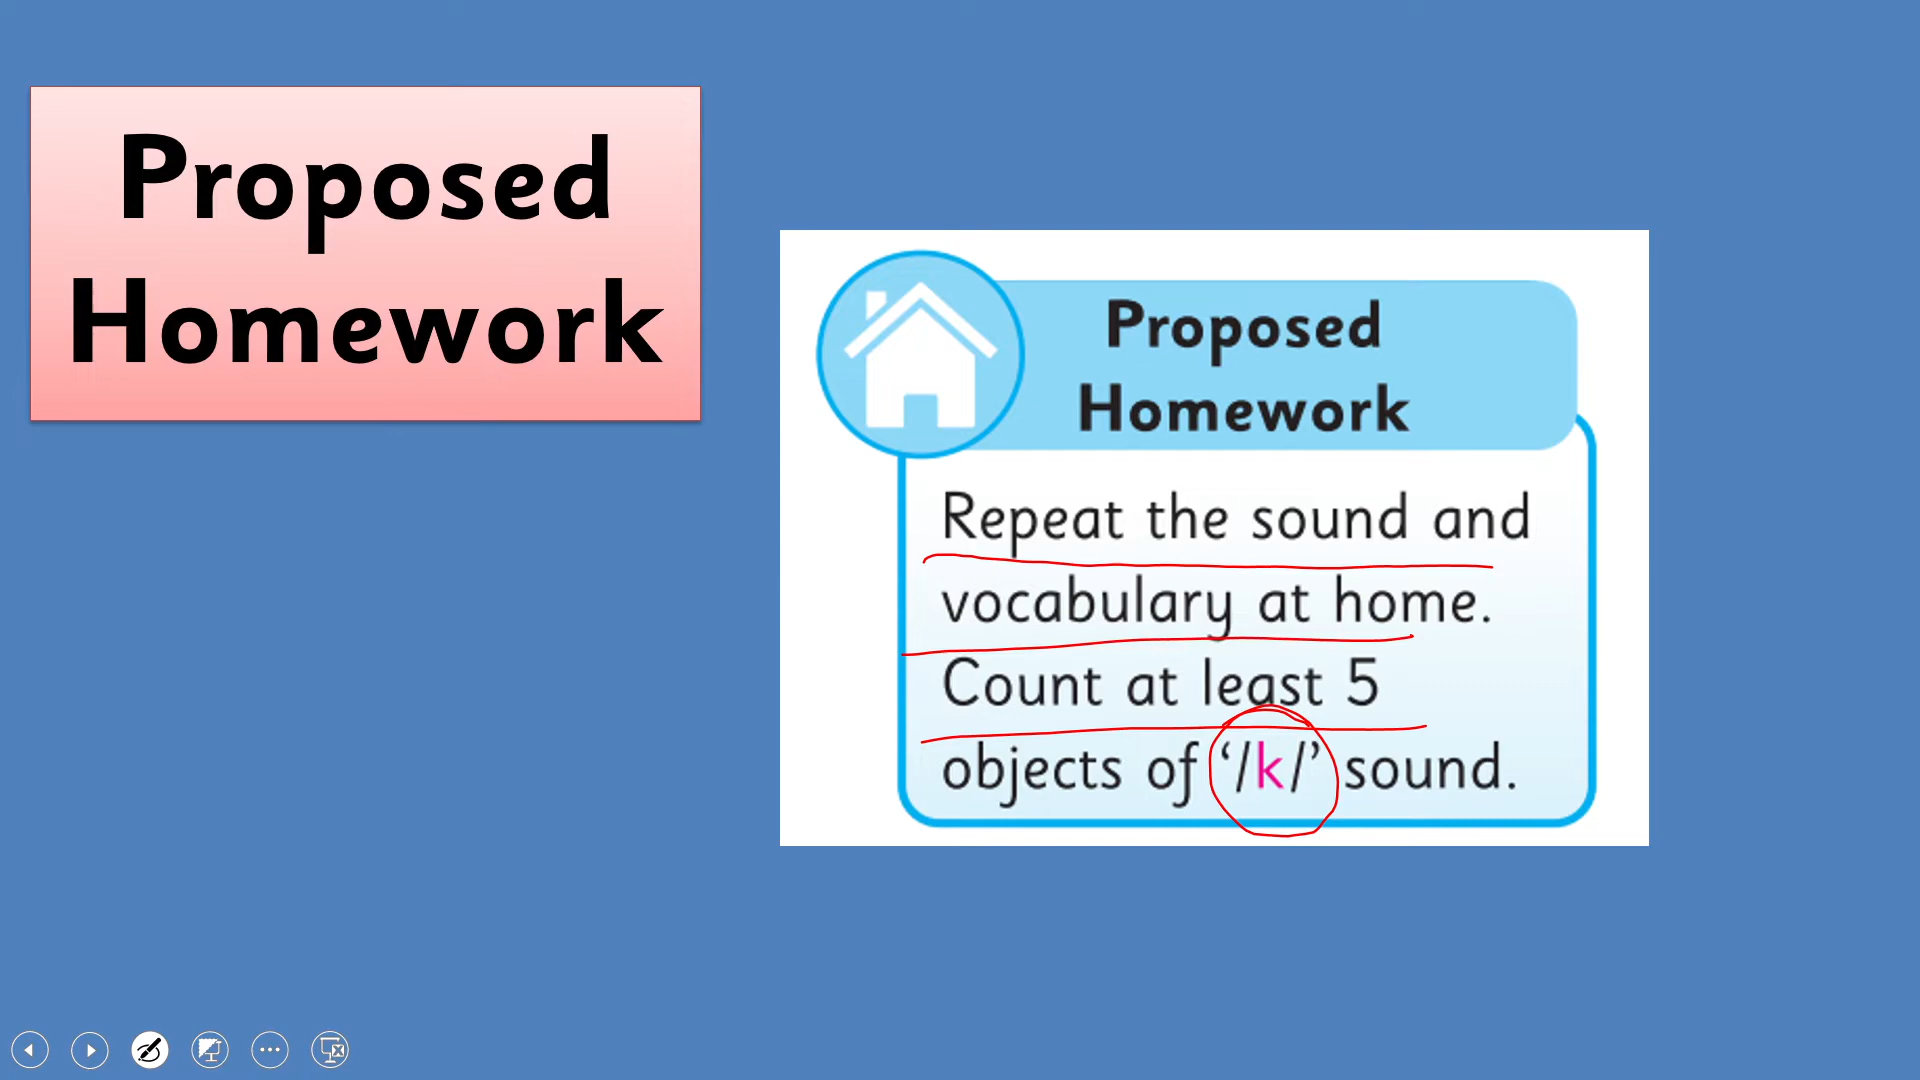 Proposed
Homework
Proposed
Homework
Repeat the sound and
vocabulary at home.
Count at least 5
objects of ‘/k/’ sound.